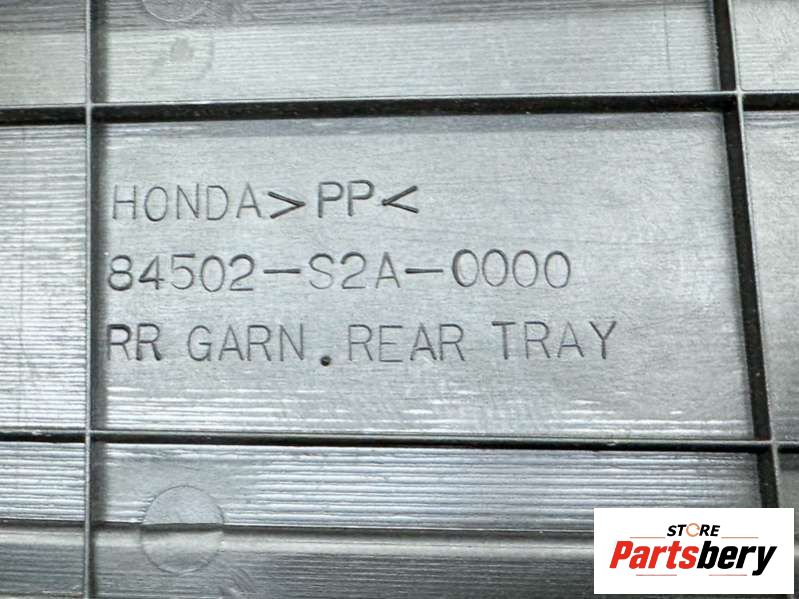 HONDA>PP<
84502-S2A-0000
RR GARN.REAR TRAY
STORE
Partsbery